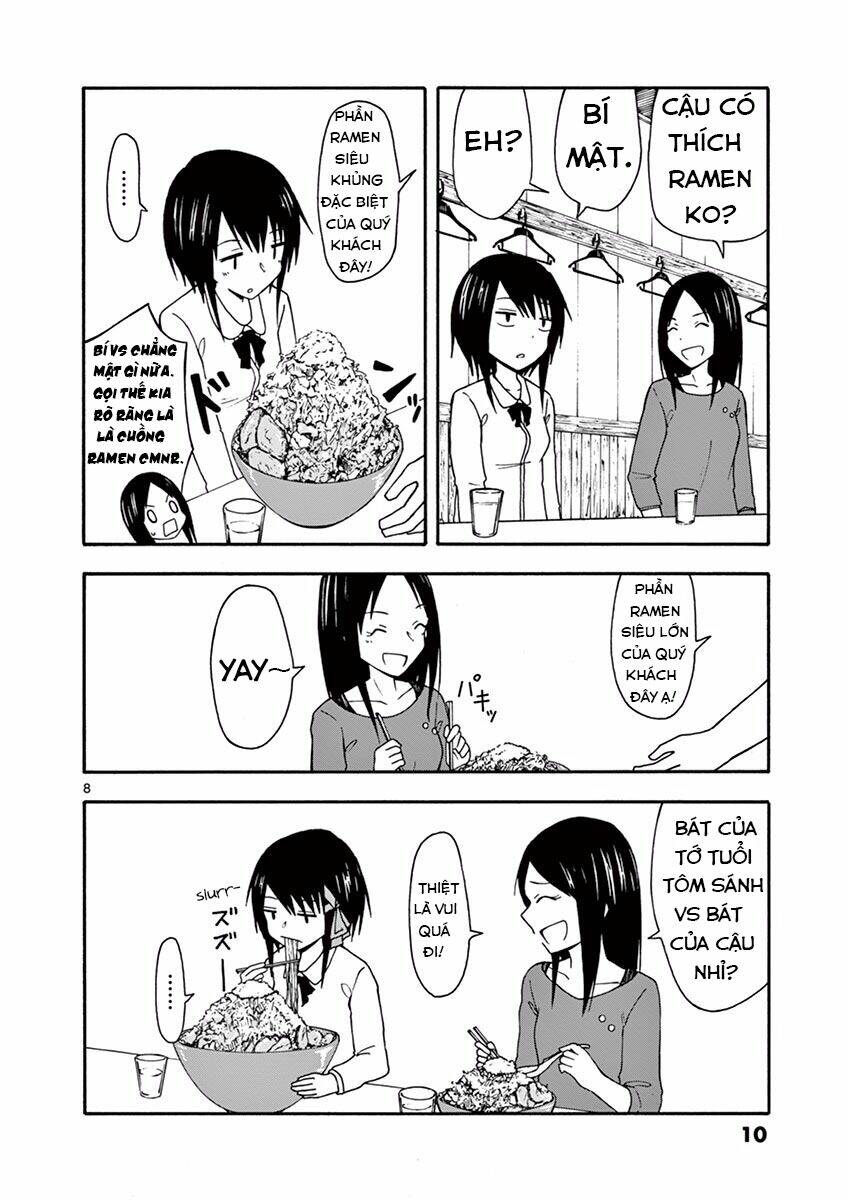 CẬU CÓ
THÍCH
RAMEN
KO?
BÍ
MẬT.
EH?
PHẦN
RAMEN
SIÊU
KHỦNG
ĐẶC BIỆT
CỦA QUÝ
KHÁCH
ĐÂY!
......
ドドッ
BÍ VS CHẲNG
MẬT GÌ NỮA.
GỌI THẾ KIA
RÕ RÃNG LÀ
LÀ CHỒNG
RAMEN CMNR.
PHẦN
RAMEN
SIÊU LỚN
CỦA QUÝ
KHÁCH
ĐÂY Ạ!
パキッ
YAY~
8
BÁT CỦA
TỚ TUỔI
TÔM SÁNH
VS BÁT
CỦA CẬU
NHỈ?
THIỆT
LÀ VUI
QUÁ
ĐI!
slurr~
ズズー
......
10